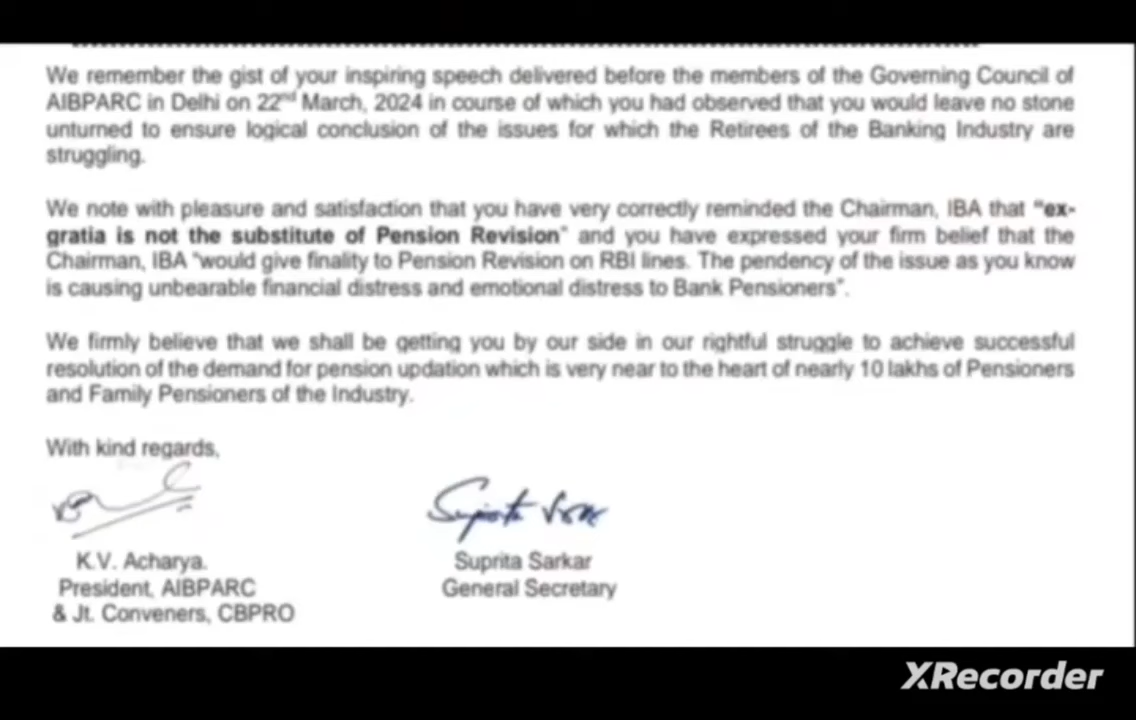 We remember the gist of your inspiring speech delivered before the members of the Governing Council of
AIBPARC in Delhi on 22nd March, 2024 in course of which you had observed that you would leave no stone
unturned to ensure logical conclusion of the issues for which the Retirees of the Banking Industry are
struggling.
We note with pleasure and satisfaction that you have very correctly reminded the Chairman, IBA that "ex-
gratia is not the substitute of Pension Revision" and you have expressed your firm belief that the
Chairman, IBA "would give finality to Pension Revision on RBI lines. The pendency of the issue as you know
is causing unbearable financial distress and emotional distress to Bank Pensioners".
We firmly believe that we shall be getting you by our side in our rightful struggle to achieve successful
resolution of the demand for pension updation which is very near to the heart of nearly 10 lakhs of Pensioners
and Family Pensioners of the Industry.
With kind regards,
K.V. Acharya.
President, AIBPARC
& Jt. Conveners, CBPRO
Suprita Sarkar
General Secretary
XRecorder